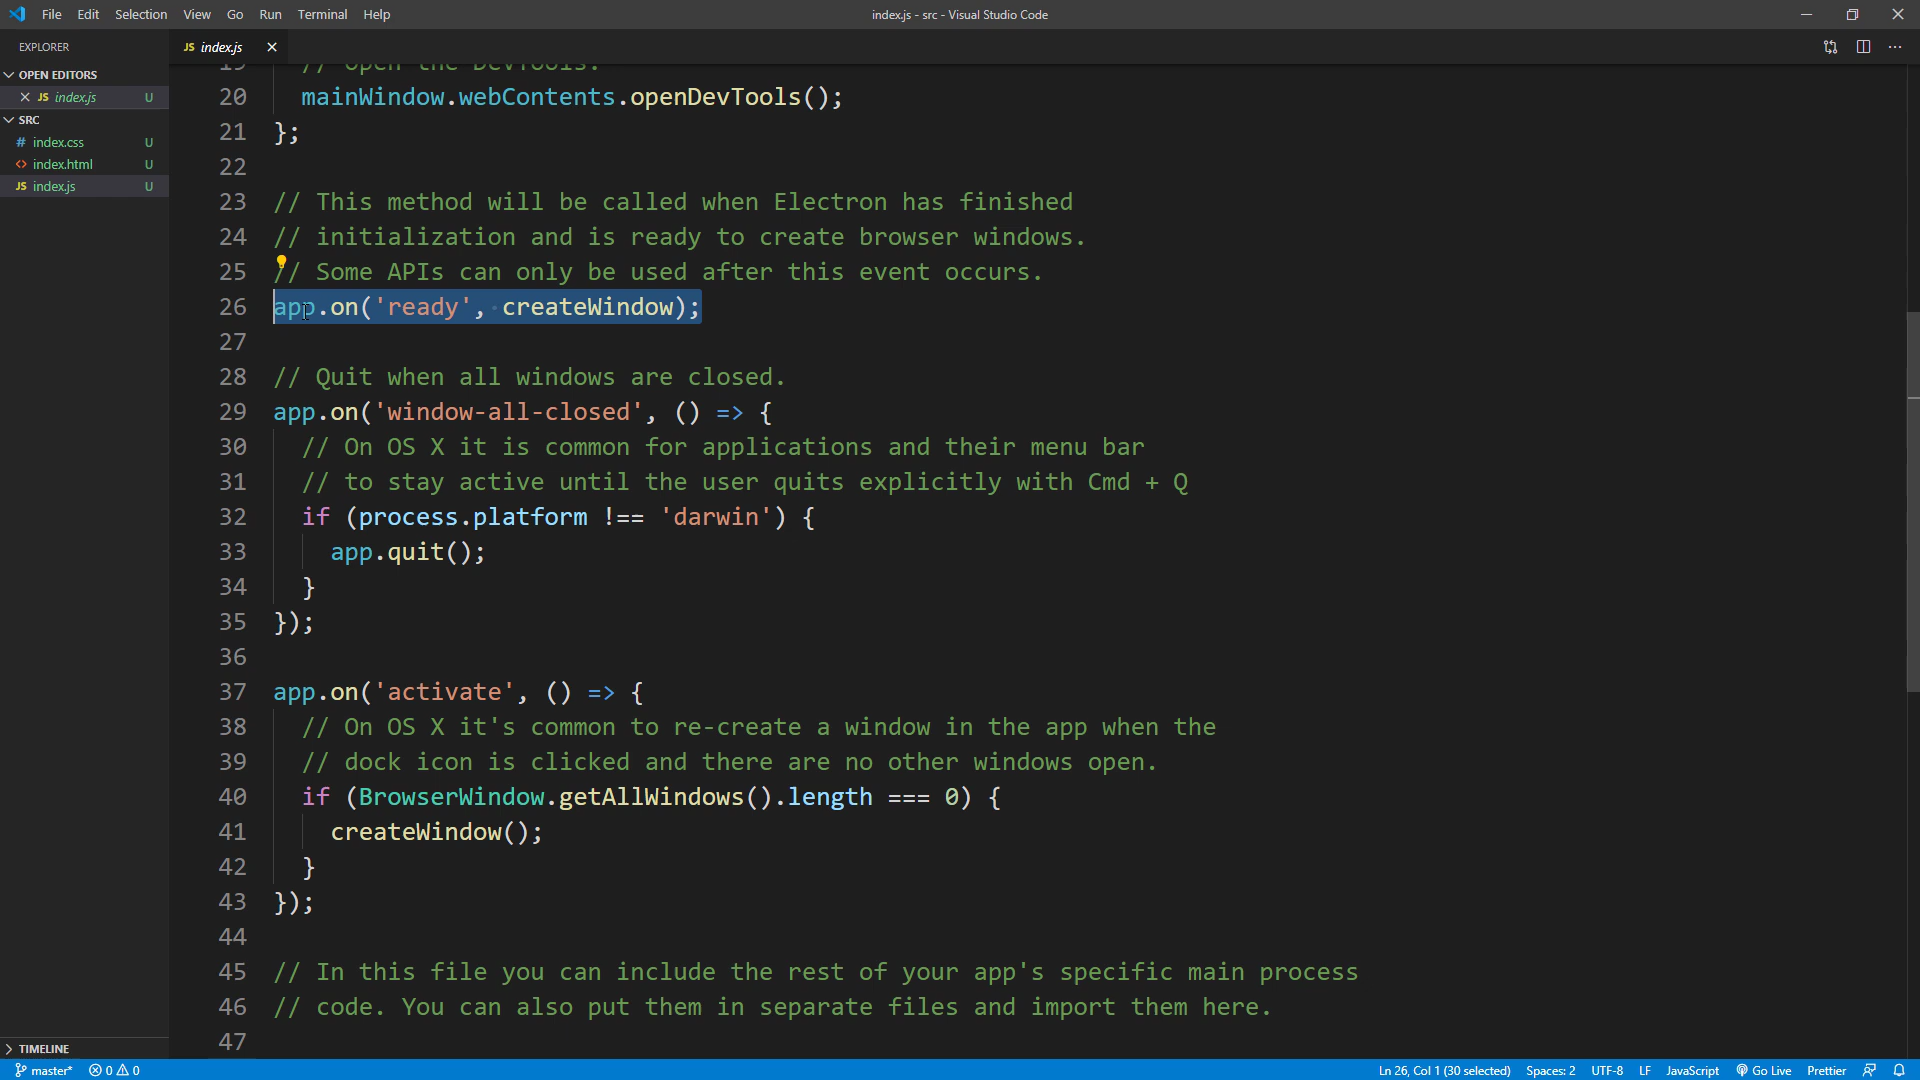 File Edit Selection View Go Run Terminal Help
index.js - src - Visual Studio Code
EXPLORER
OPEN EDITORS
JS index.js U
SRC
# index.css U
<> index.html U
JS index.js U
TIMELINE
JS index.js
19 // Open the DevTools.
20 mainWindow.webContents.openDevTools();
21 };
22
23 // This method will be called when Electron has finished
24 // initialization and is ready to create browser windows.
25 // Some APIs can only be used after this event occurs.
26 app.on('ready', createWindow);
27
28 // Quit when all windows are closed.
29 app.on('window-all-closed', () => {
30 // On OS X it is common for applications and their menu bar
31 // to stay active until the user quits explicitly with Cmd + Q
32 if (process.platform !== 'darwin') {
33 app.quit();
34 }
35 });
36
37 app.on('activate', () => {
38 // On OS X it's common to re-create a window in the app when the
39 // dock icon is clicked and there are no other windows open.
40 if (BrowserWindow.getAllWindows().length === 0) {
41 createWindow();
42 }
43 });
44
45 // In this file you can include the rest of your app's specific main process
46 // code. You can also put them in separate files and import them here.
47
master* 0 0
Ln 26, Col 1 (30 selected) Spaces: 2 UTF-8 LF JavaScript Go Live Prettier